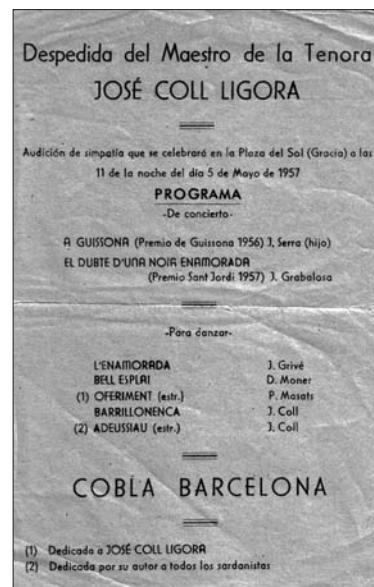 Despedida del Maestro de la Tenora
JOSÉ COLL LIGORA
Audición de simpatía que se celebrará en la Plaza del Sol (Gracia) a las
11 de la noche del día 5 de Mayo de 1957
PROGRAMA
-De concierto-
A GUISSONA (Premio de Guissona 1956) J. Serra (hijo)
EL DUBTE D'UNA NOIA ENAMORADA
(Premio Sant Jordi 1957) J. Grabalosa
-Para danzar-
L'ENAMORADA J. Grivé
BELL ESPLAI D. Moner
(1) OFERIMENT (estr.) P. Masats
BARRILLONENCA J. Coll
(2) ADEUSSIAU (estr.) J. Coll
COBLA BARCELONA
(1) Dedicada a JOSÉ COLL LIGORA
(2) Dedicada por su autor a todos los sardanistas